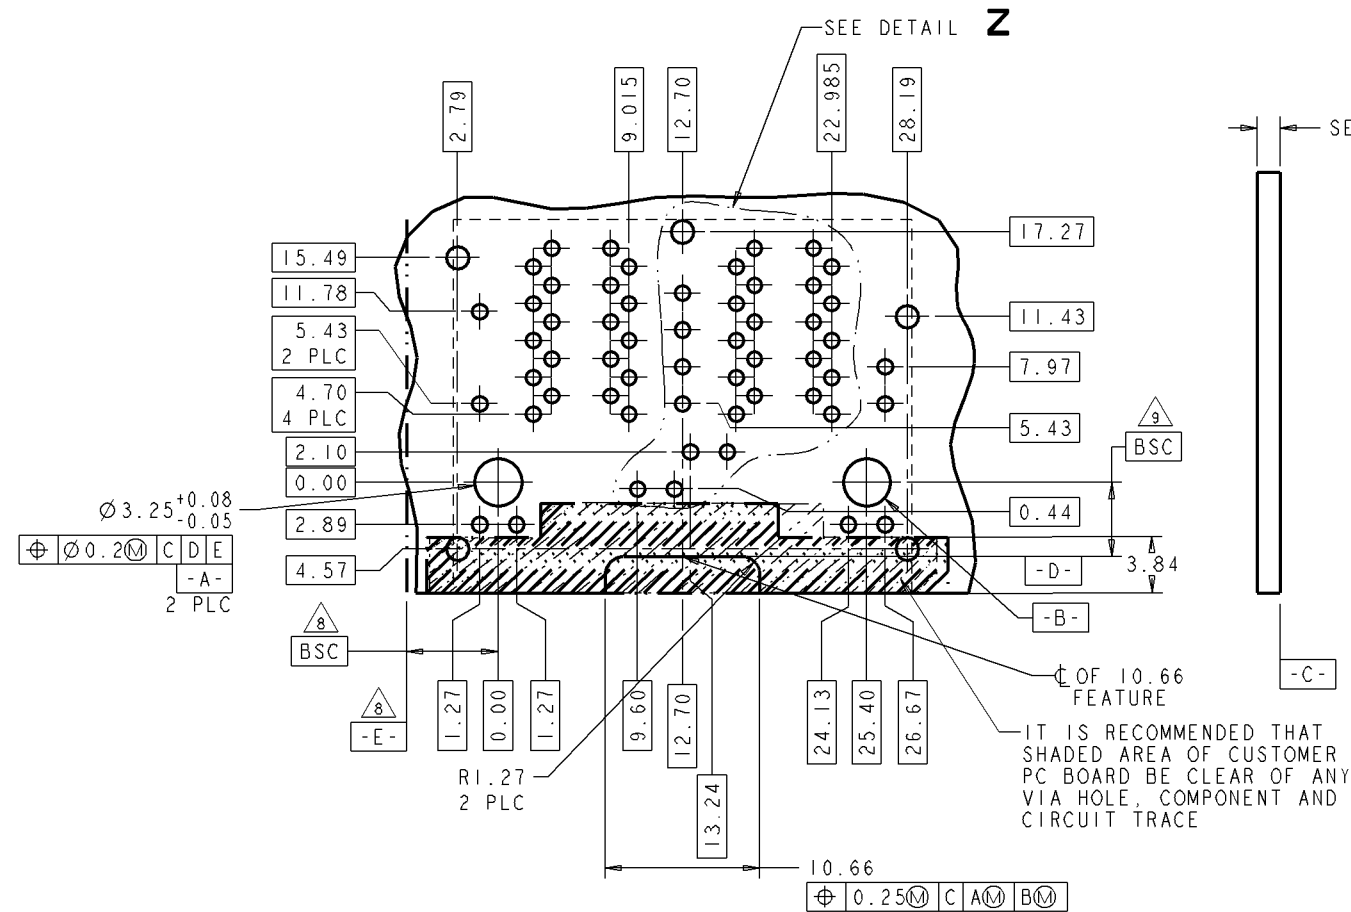 SEE DETAIL Z
2.79
9.015
12.70
22.985
28.19
SE
17.27
15.49
11.78
11.43
5.43
2 PLC
7.97
4.70
4 PLC
5.43
9
BSC
2.10
0.00
Ø3.25 +0.08
-0.05
0.44
2.89
⌖ Ø0.2Ⓜ C D E
-A-
2 PLC
4.57
-D-
3.84
-B-
8
BSC
-C-
℄ OF 10.66
FEATURE
8
-E-
1.27
0.00
1.27
9.60
12.70
24.13
25.40
26.67
IT IS RECOMMENDED THAT
SHADED AREA OF CUSTOMER
PC BOARD BE CLEAR OF ANY
VIA HOLE, COMPONENT AND
CIRCUIT TRACE
R1.27
2 PLC
13.24
10.66
⌖ 0.25Ⓜ C AⓂ BⓂ